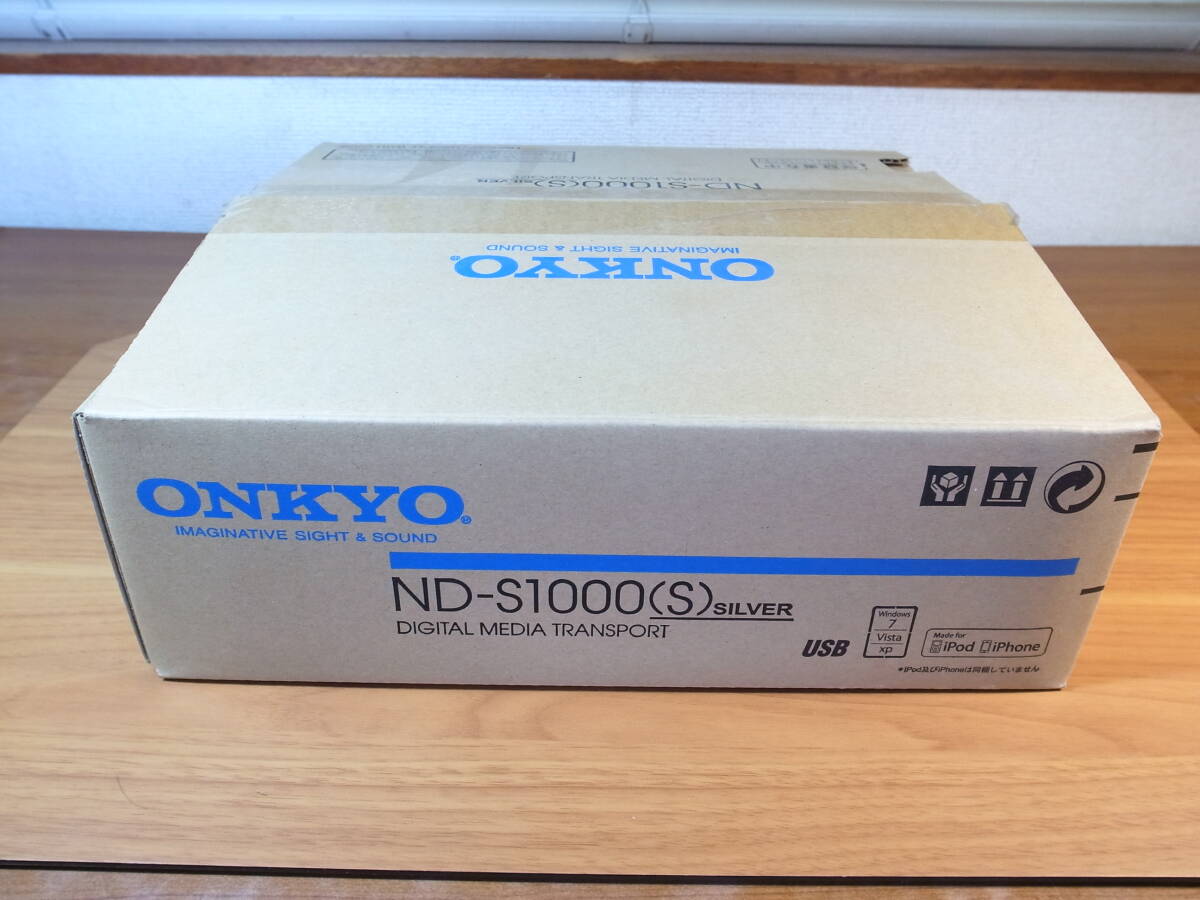 ND-S1000(S)SILVER
DIGITAL MEDIA TRANSPORT
IMAGINATIVE SIGHT & SOUND
ONKYO®
ONKYO®
IMAGINATIVE SIGHT & SOUND
ND-S1000(S)SILVER
DIGITAL MEDIA TRANSPORT
USB
Windows
7
Vista
xp
Made for
iPod iPhone
*iPod及びiPhoneは同梱していません